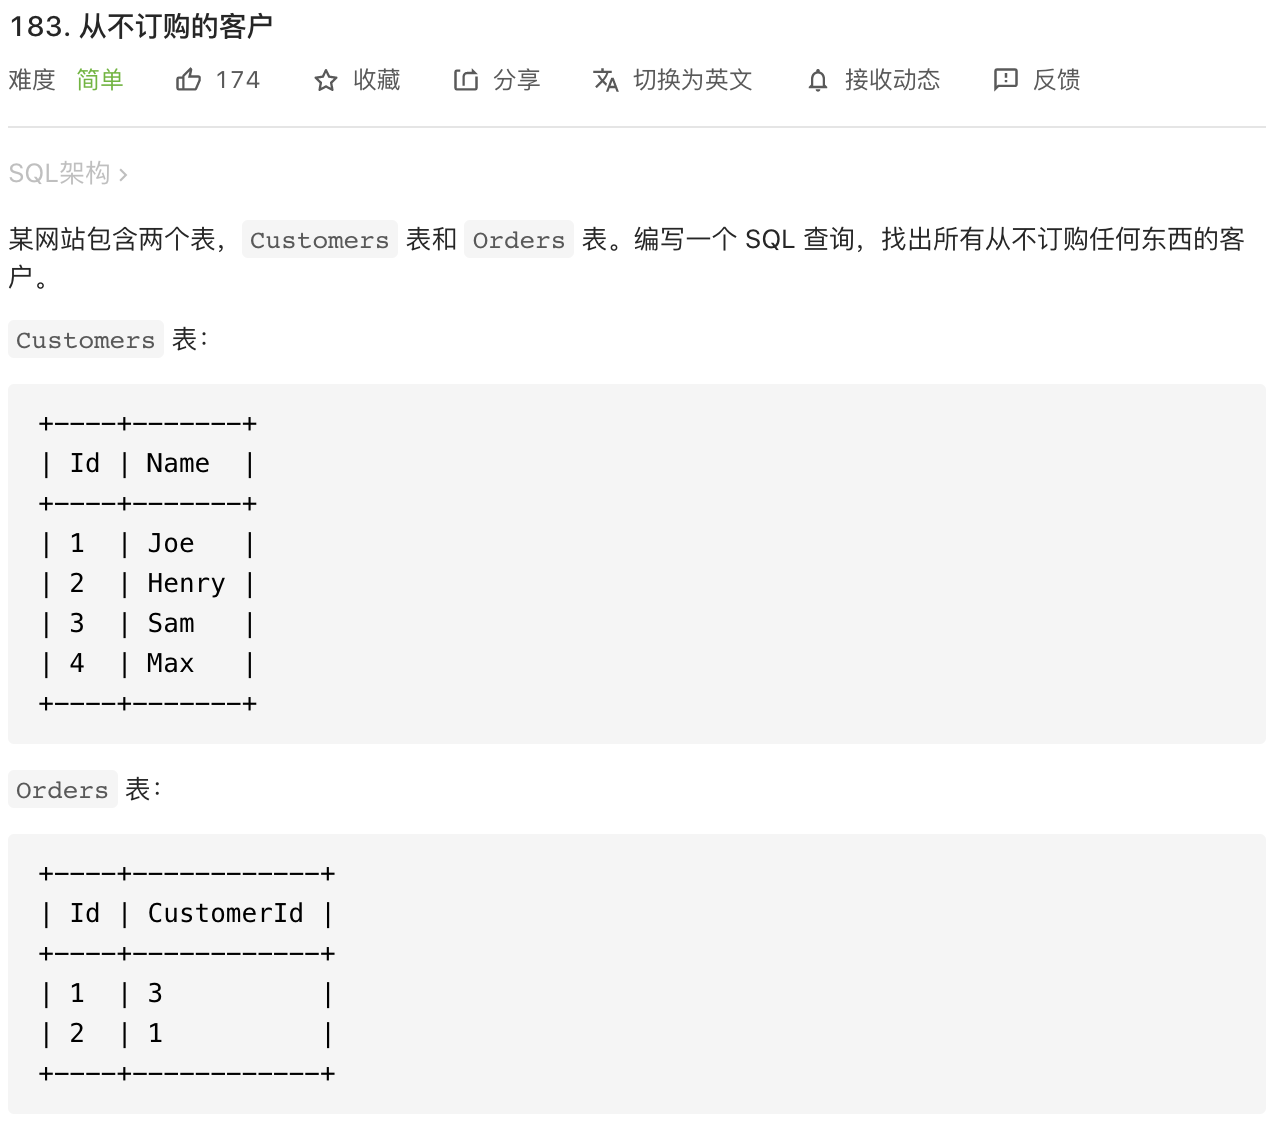 183. 从不订购的客户
难度 简单 174 收藏 分享 切换为英文 接收动态 反馈
SQL架构 >
某网站包含两个表，Customers 表和 Orders 表。编写一个 SQL 查询，找出所有从不订购任何东西的客
户。
Customers 表：
+----+-------+
| Id | Name  |
+----+-------+
| 1  | Joe   |
| 2  | Henry |
| 3  | Sam   |
| 4  | Max   |
+----+-------+
Orders 表：
+----+------------+
| Id | CustomerId |
+----+------------+
| 1  | 3          |
| 2  | 1          |
+----+------------+